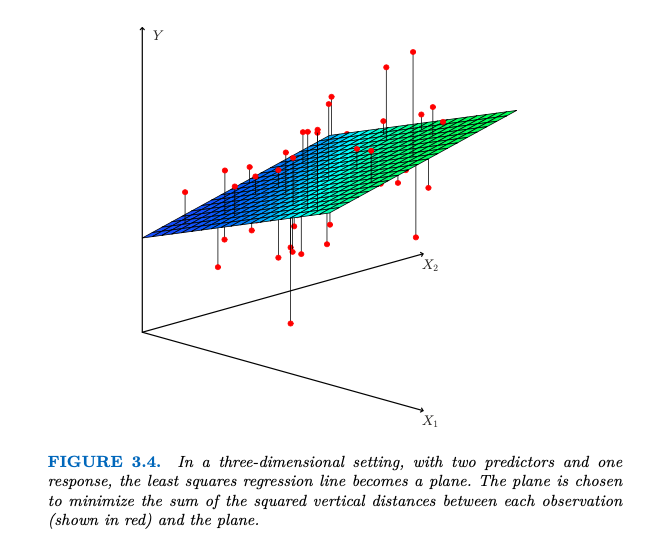 Y
X₂
X₁
FIGURE 3.4. In a three-dimensional setting, with two predictors and one
response, the least squares regression line becomes a plane. The plane is chosen
to minimize the sum of the squared vertical distances between each observation
(shown in red) and the plane.